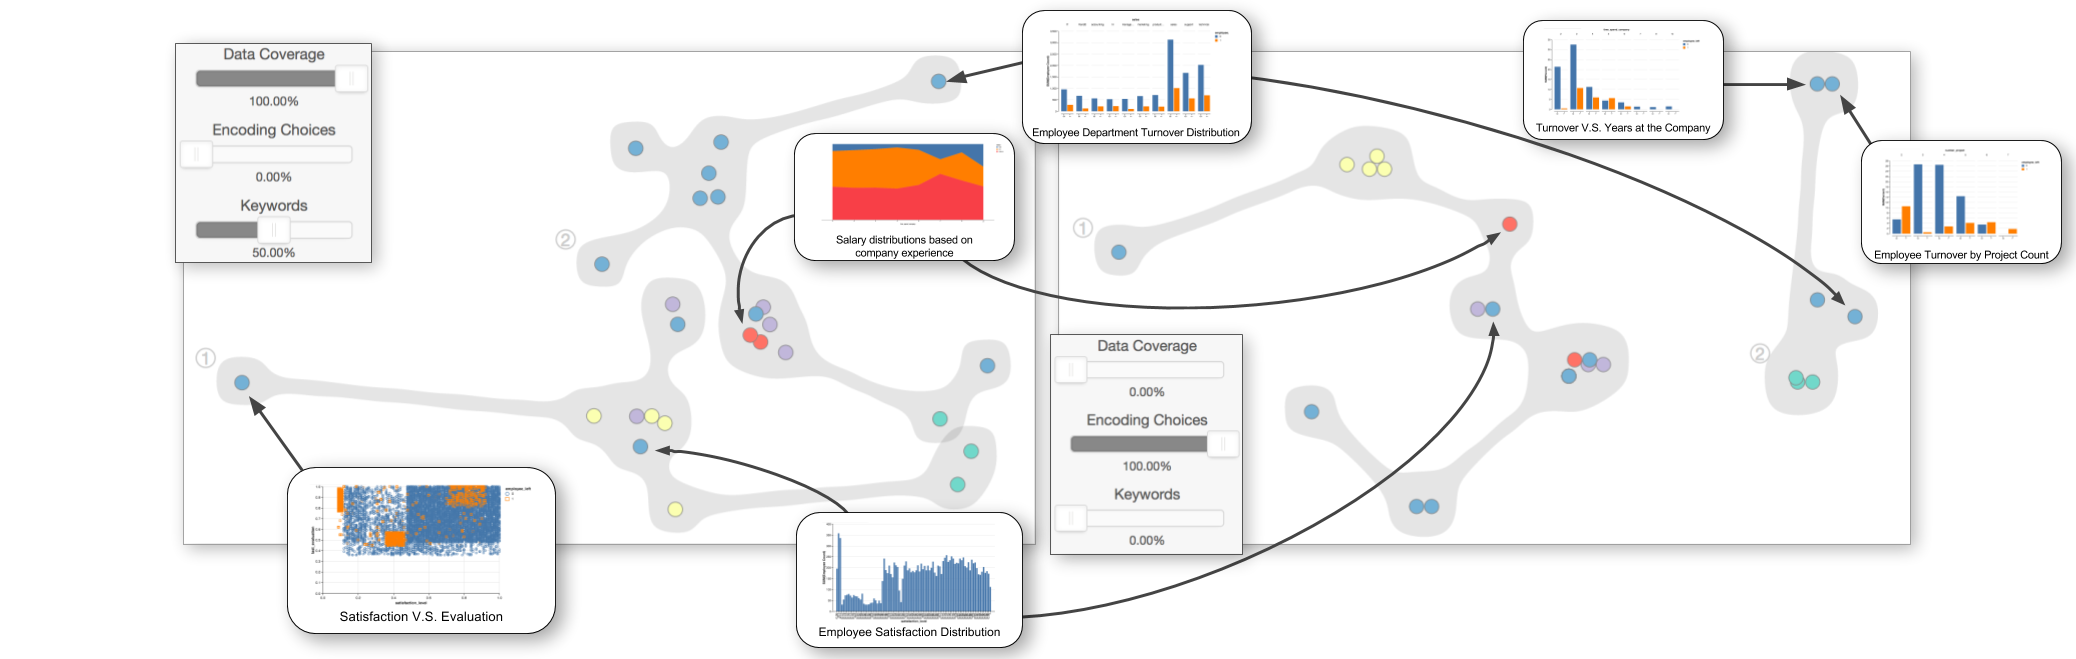 Data Coverage
100.00%
Encoding Choices
0.00%
Keywords
50.00%
Employee Department Turnover Distribution
Turnover V.S. Years at the Company
Employee Turnover by Project Count
Salary distributions based on
company experience
②
①
①
②
Data Coverage
0.00%
Encoding Choices
100.00%
Keywords
0.00%
Satisfaction V.S. Evaluation
Employee Satisfaction Distribution